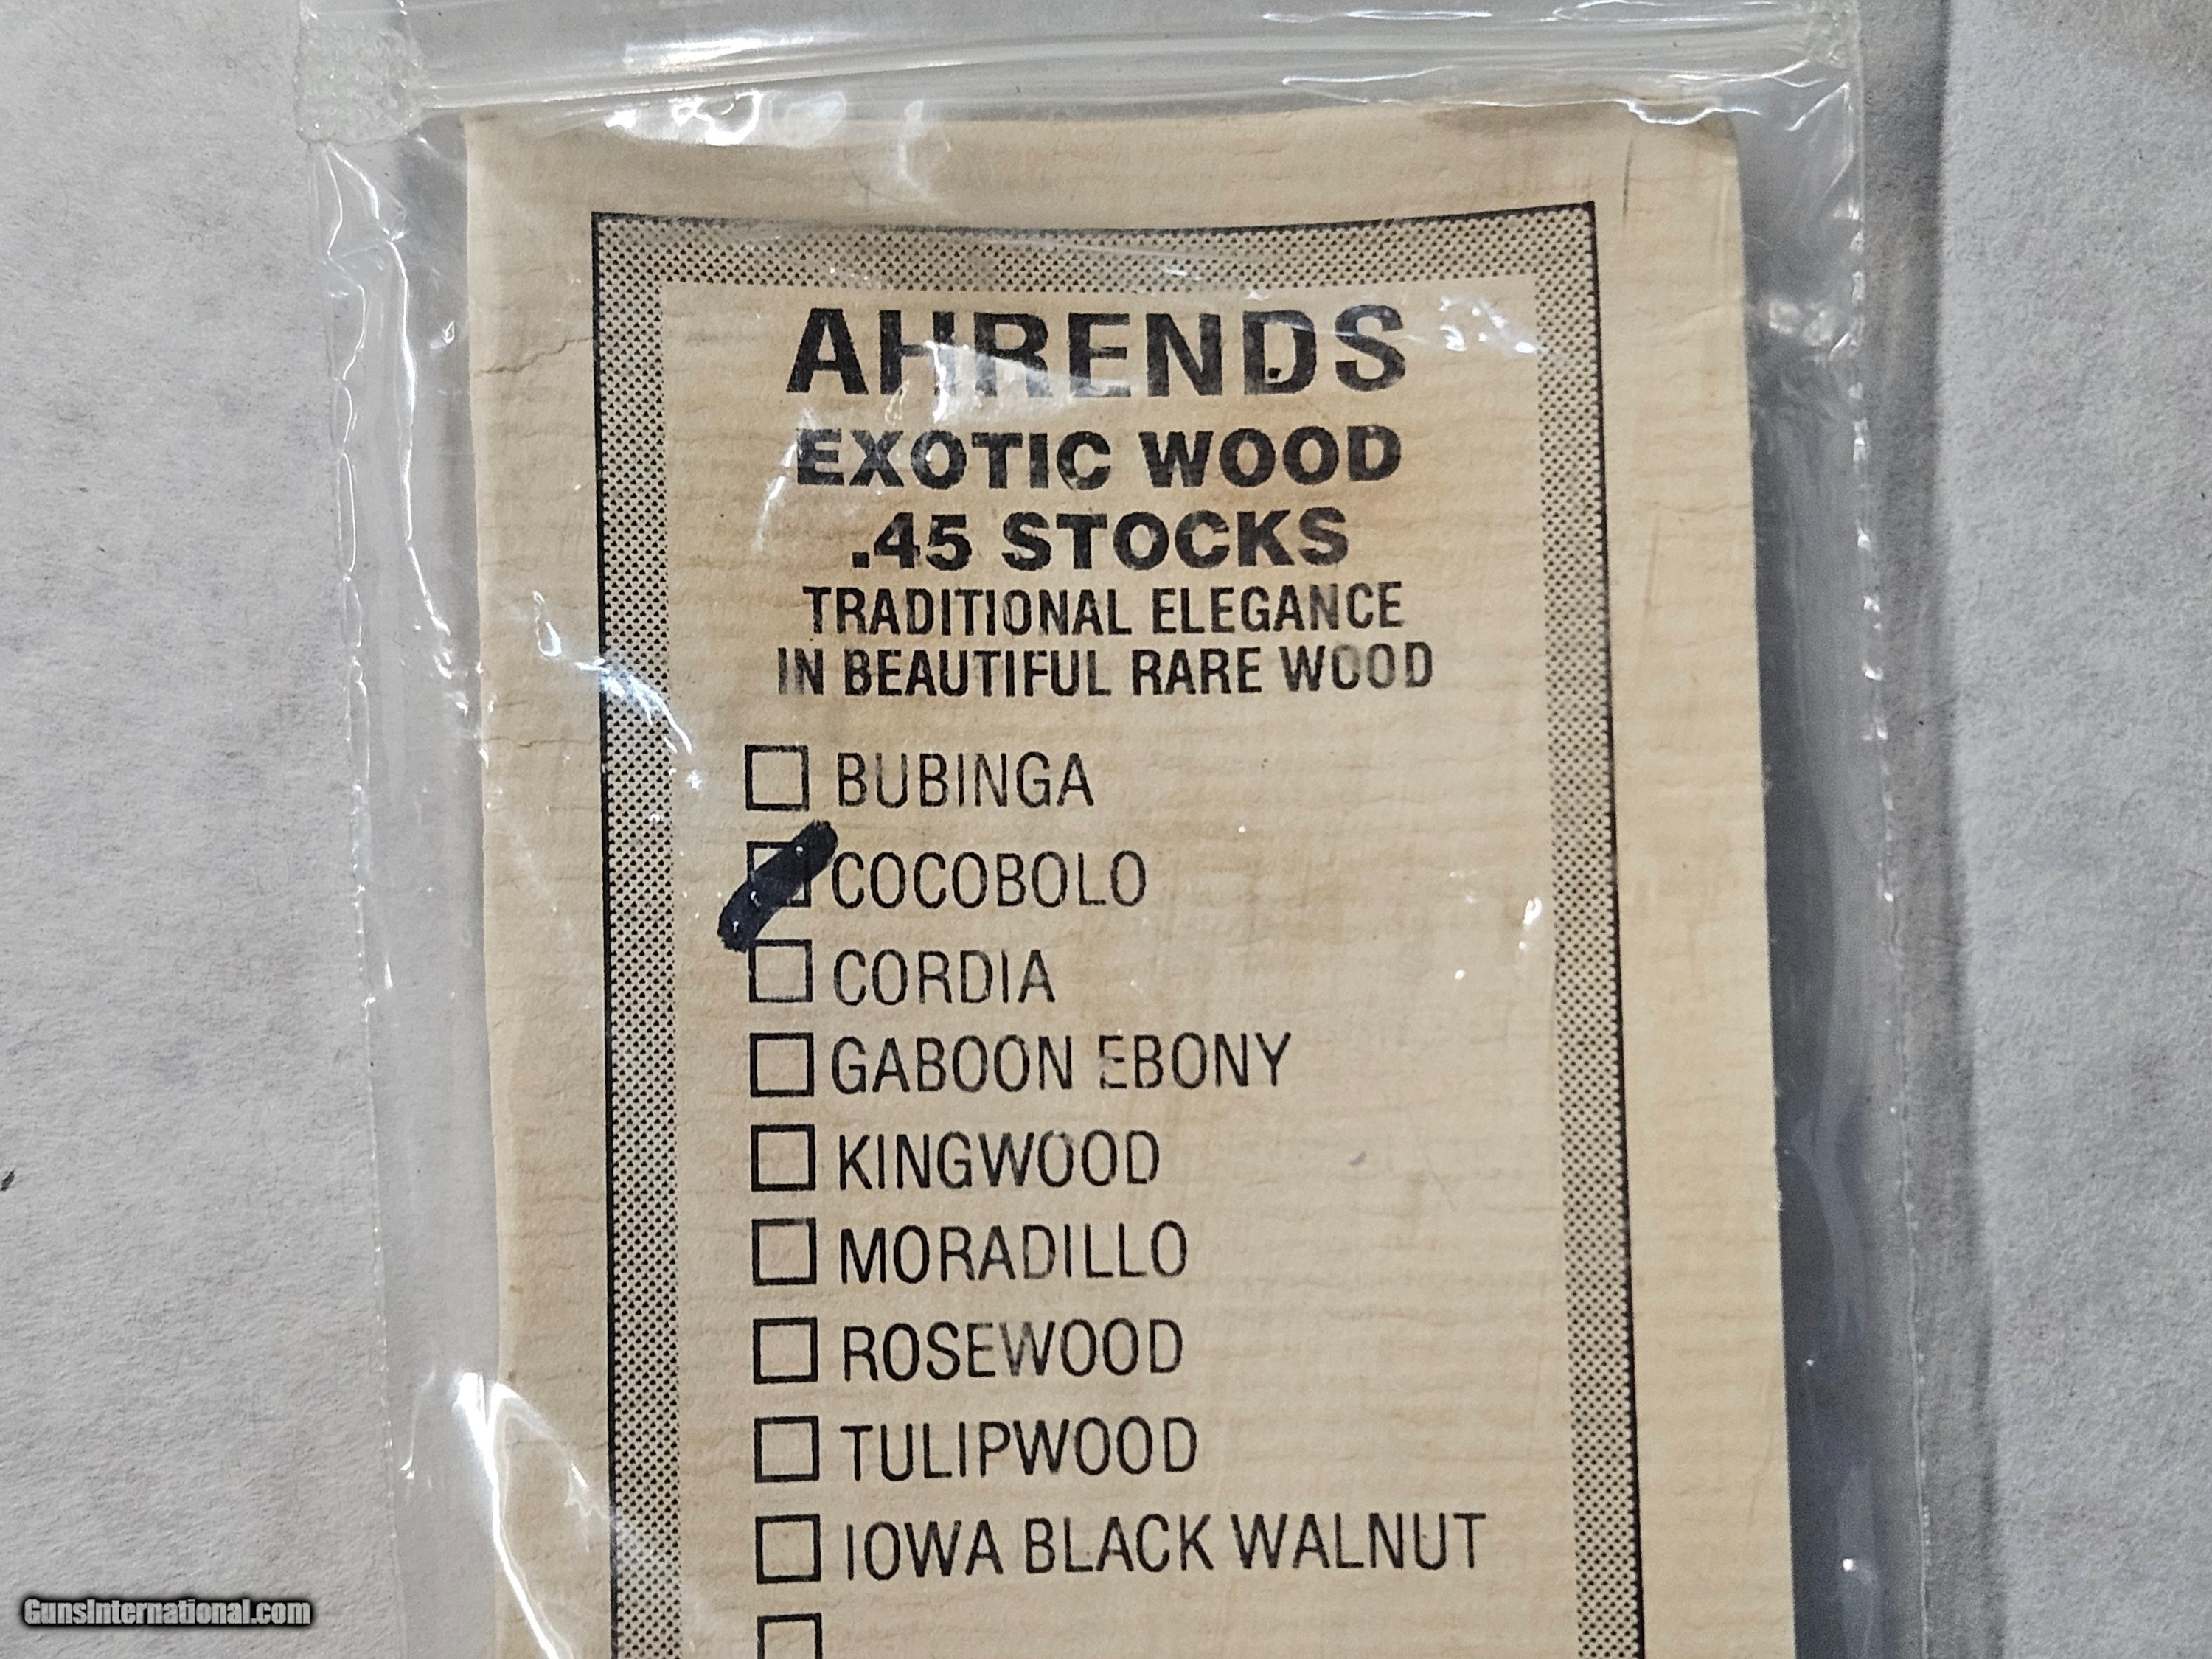 AHRENDS
EXOTIC WOOD
.45 STOCKS
TRADITIONAL ELEGANCE
IN BEAUTIFUL RARE WOOD
BUBINGA
COCOBOLO
CORDIA
GABOON EBONY
KINGWOOD
MORADILLO
ROSEWOOD
TULIPWOOD
IOWA BLACK WALNUT
GunsInternational.com